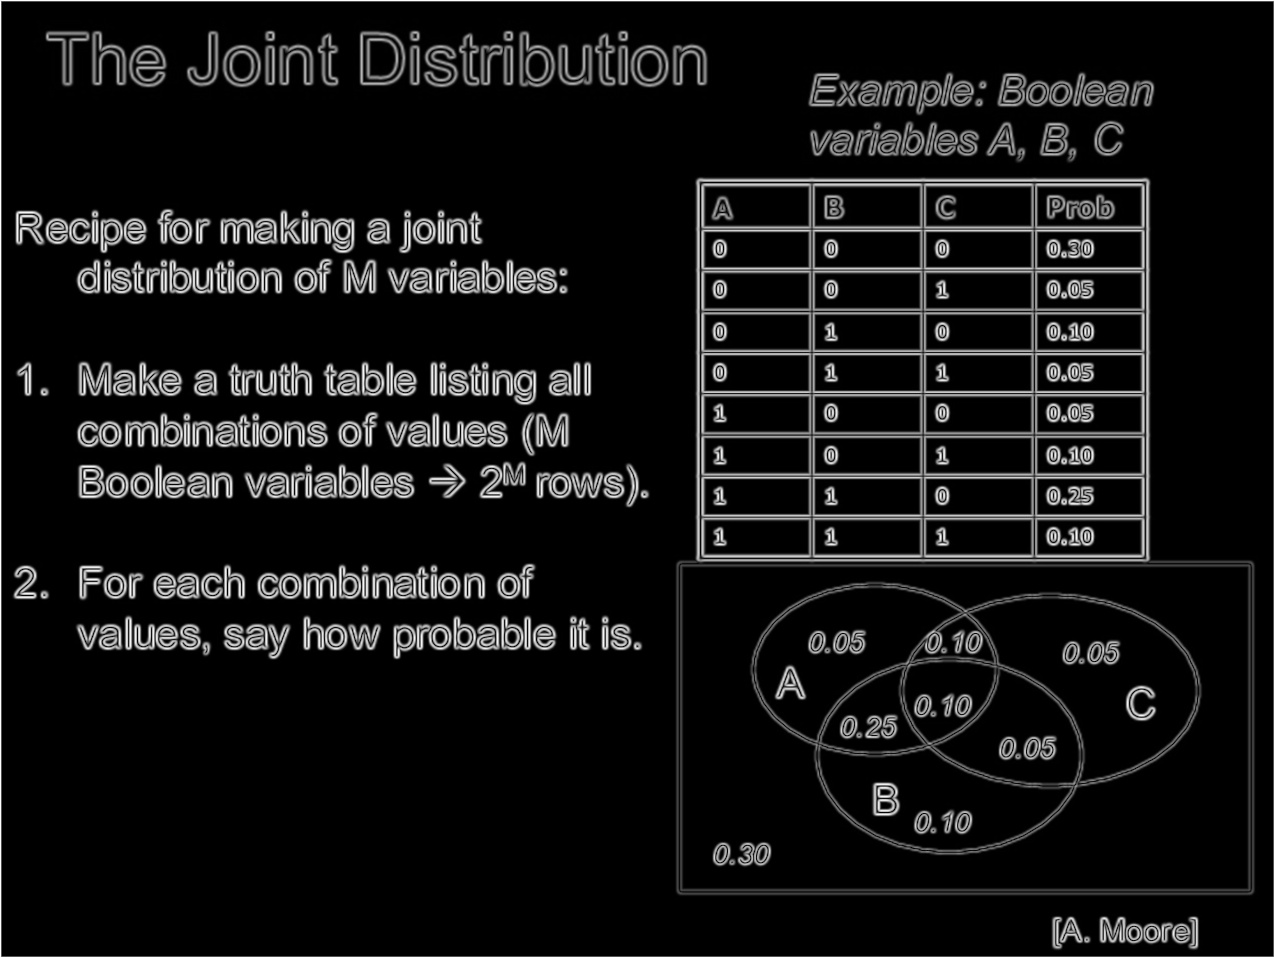 The Joint Distribution
Example: Boolean
variables A, B, C
Recipe for making a joint
distribution of M variables:
1. Make a truth table listing all
combinations of values (M
Boolean variables → 2^M rows).
2. For each combination of
values, say how probable it is.
A B C Prob
0 0 0 0.30
0 0 1 0.05
0 1 0 0.10
0 1 1 0.05
1 0 0 0.05
1 0 1 0.10
1 1 0 0.25
1 1 1 0.10
0.05 0.10 0.05
A C
0.25 0.10
0.05
B
0.10
0.30
[A. Moore]